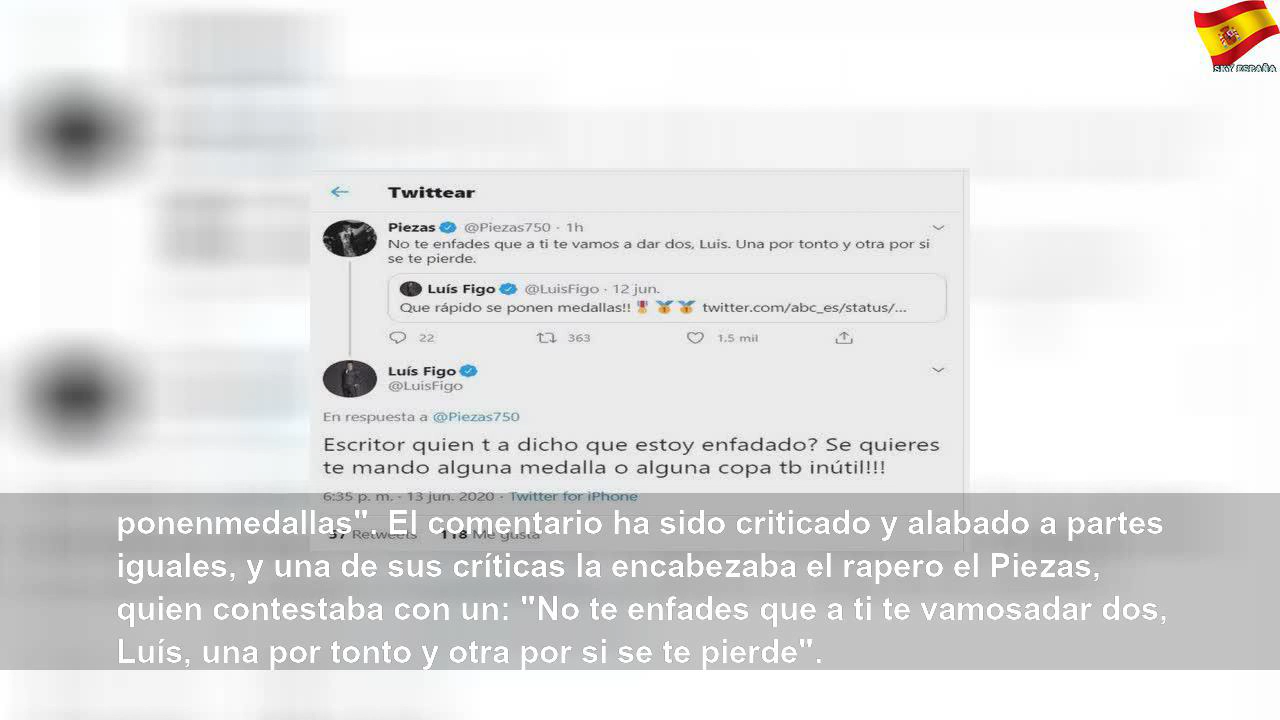 SKY ESPAÑA
Twittear
Piezas @Piezas750 · 1h
No te enfades que a ti te vamos a dar dos, Luis. Una por tonto y otra por si
se te pierde.
Luís Figo @LuisFigo · 12 jun.
Que rápido se ponen medallas!!🎖️🥇🥇 twitter.com/abc_es/status/...
22 363 1.5 mil
Luís Figo
@LuisFigo
En respuesta a @Piezas750
Escritor quien t a dicho que estoy enfadado? Se quieres
te mando alguna medalla o alguna copa tb inútil!!!
6:35 p. m. · 13 jun. 2020 · Twitter for iPhone
37 Retweets 118 Me gusta
ponenmedallas". El comentario ha sido criticado y alabado a partes
iguales, y una de sus críticas la encabezaba el rapero el Piezas,
quien contestaba con un: "No te enfades que a ti te vamosadar dos,
Luís, una por tonto y otra por si se te pierde".